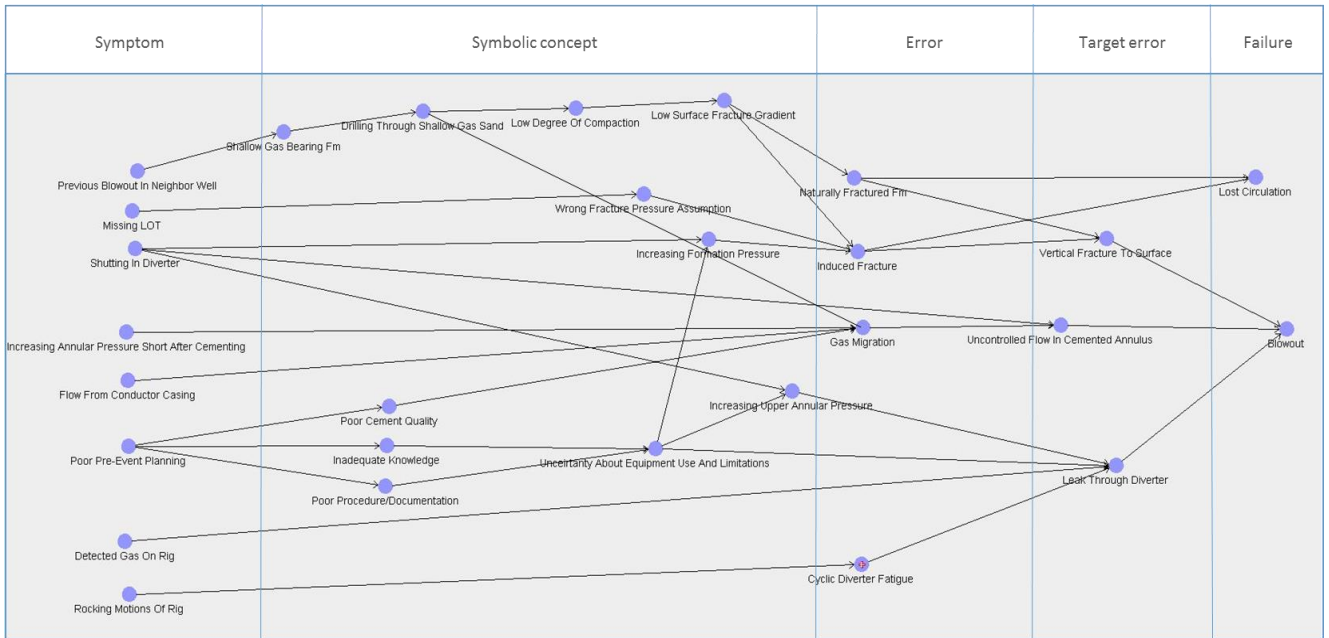 Symptom
Symbolic concept
Error
Target error
Failure
Drilling Through Shallow Gas Sand
Low Degree Of Compaction
Low Surface Fracture Gradient
Shallow Gas Bearing Fm
Previous Blowout In Neighbor Well
Naturally Fractured Fm
Lost Circulation
Wrong Fracture Pressure Assumption
Missing LOT
Shutting In Diverter
Increasing Formation Pressure
Induced Fracture
Vertical Fracture To Surface
Increasing Annular Pressure Short After Cementing
Gas Migration
Uncontrolled Flow In Cemented Annulus
Blowout
Flow From Conductor Casing
Increasing Upper Annular Pressure
Poor Cement Quality
Poor Pre-Event Planning
Inadequate Knowledge
Unceirtanty About Equipment Use And Limitations
Leak Through Diverter
Poor Procedure/Documentation
Detected Gas On Rig
Cyclic Diverter Fatigue
Rocking Motions Of Rig